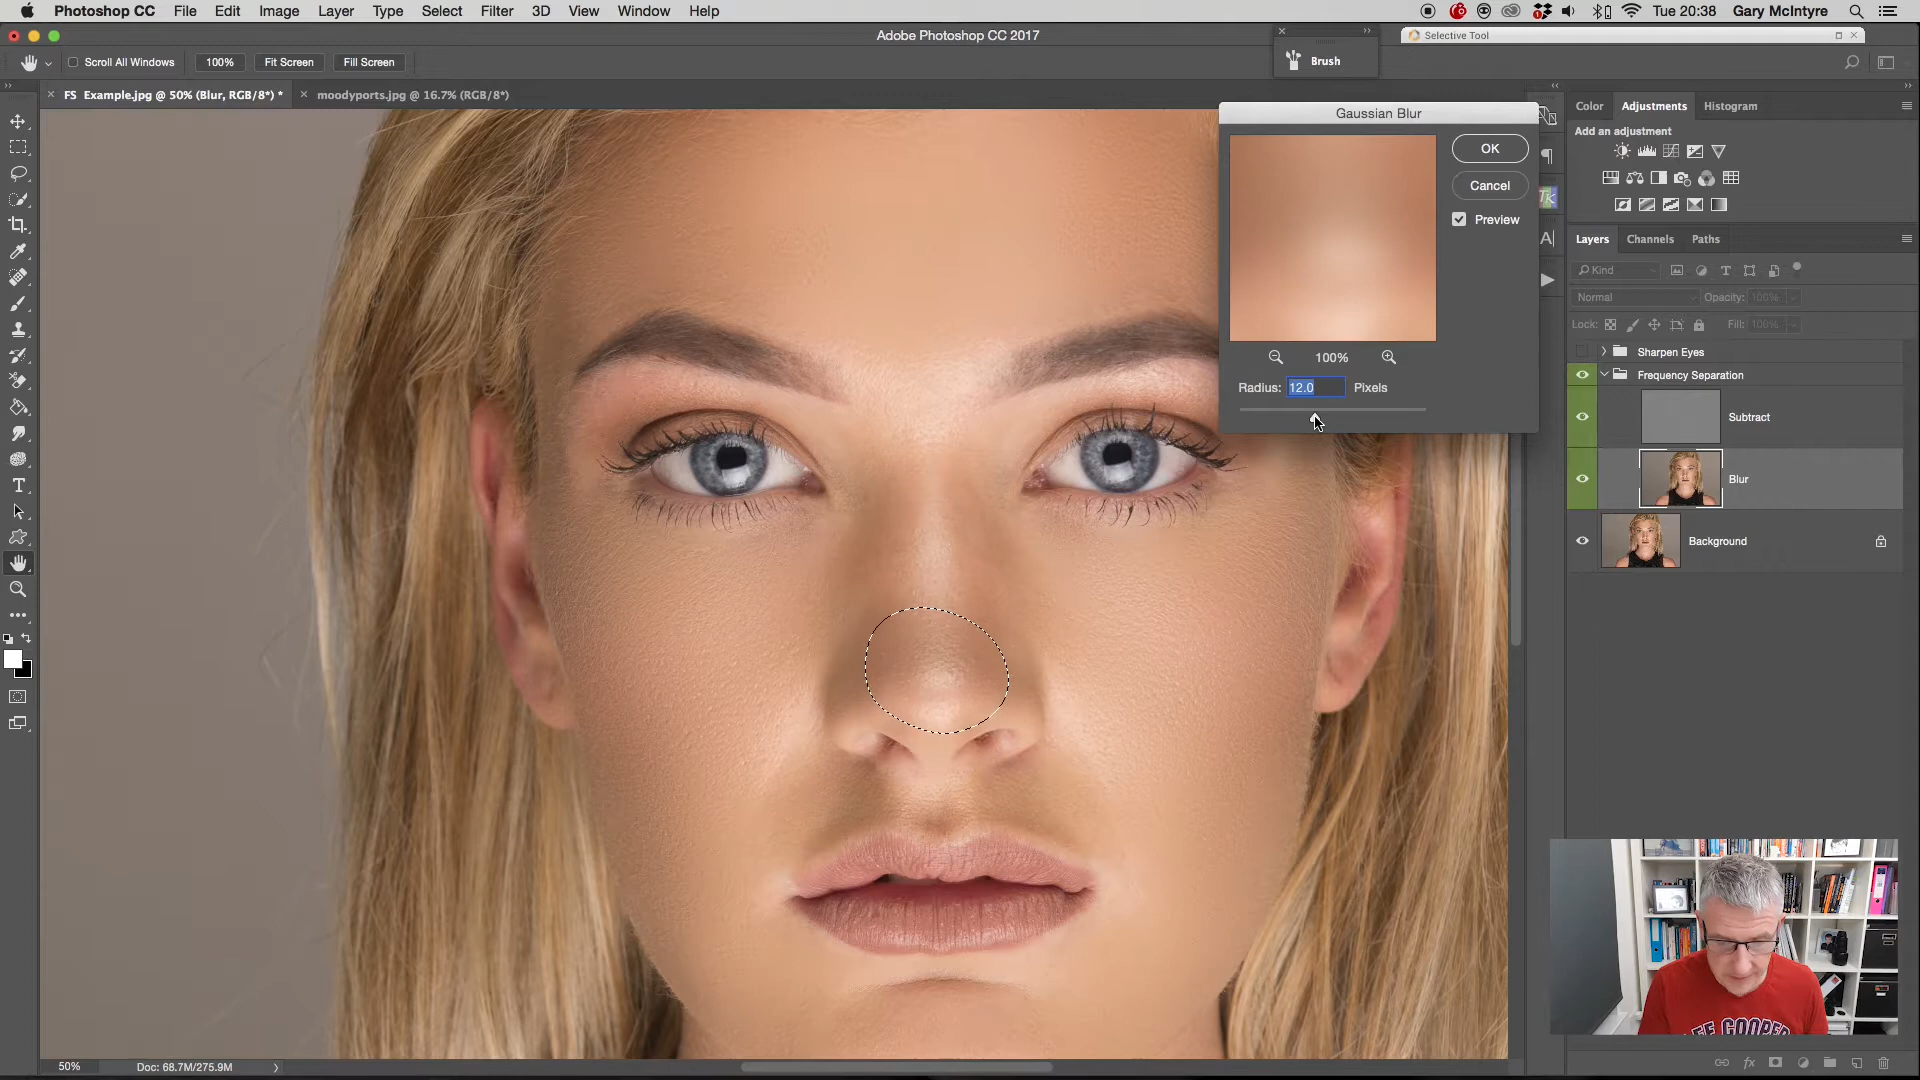 Photoshop CC File Edit Image Layer Type Select Filter 3D View Window Help
Tue 20:38 Gary McIntyre
Adobe Photoshop CC 2017
Selective Tool
Scroll All Windows 100% Fit Screen Fill Screen
Brush
FS Example.jpg @ 50% (Blur, RGB/8*) *
moodyports.jpg @ 16.7% (RGB/8*)
Gaussian Blur
OK
Cancel
Preview
100%
Radius: 12.0 Pixels
Color Adjustments Histogram
Add an adjustment
Layers Channels Paths
Kind
Normal Opacity: 100%
Lock: Fill: 100%
Sharpen Eyes
Frequency Separation
Subtract
Blur
Background
LEE COOPER
50% Doc: 68.7M/275.9M